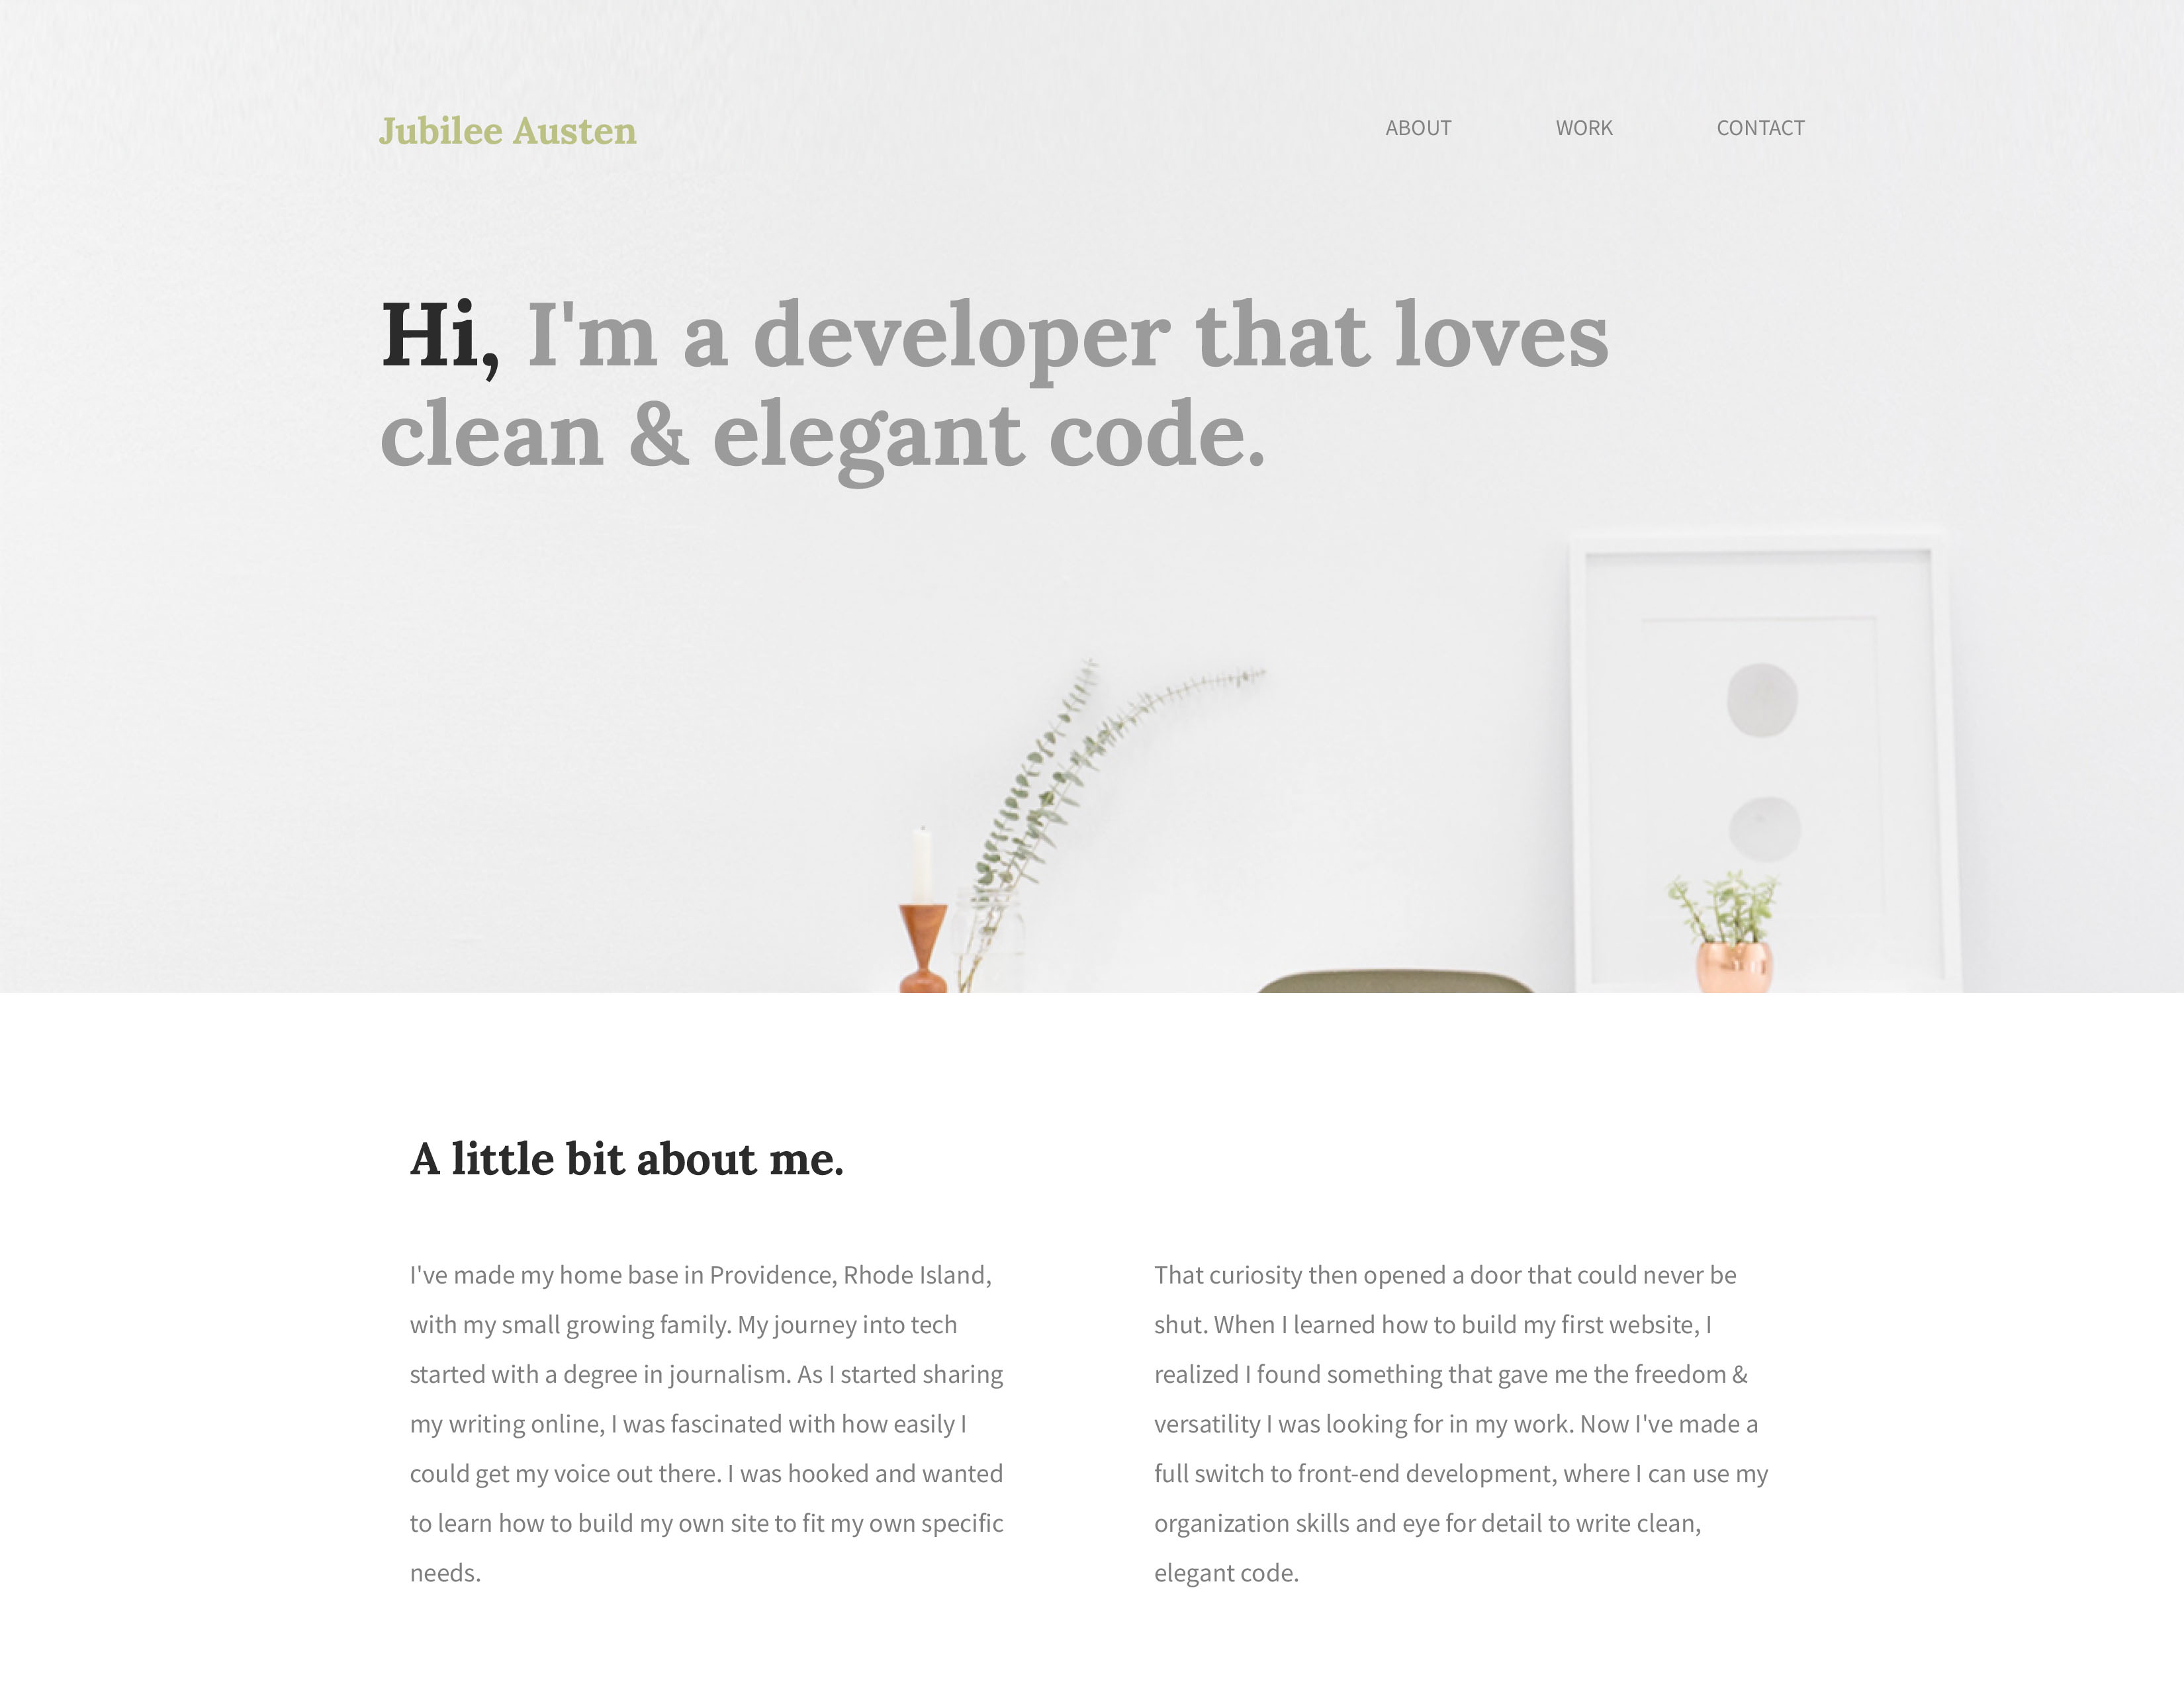 Jubilee Austen
ABOUT WORK CONTACT
Hi, I'm a developer that loves
clean & elegant code.
A little bit about me.
I've made my home base in Providence, Rhode Island,
with my small growing family. My journey into tech
started with a degree in journalism. As I started sharing
my writing online, I was fascinated with how easily I
could get my voice out there. I was hooked and wanted
to learn how to build my own site to fit my own specific
needs.
That curiosity then opened a door that could never be
shut. When I learned how to build my first website, I
realized I found something that gave me the freedom &
versatility I was looking for in my work. Now I've made a
full switch to front-end development, where I can use my
organization skills and eye for detail to write clean,
elegant code.